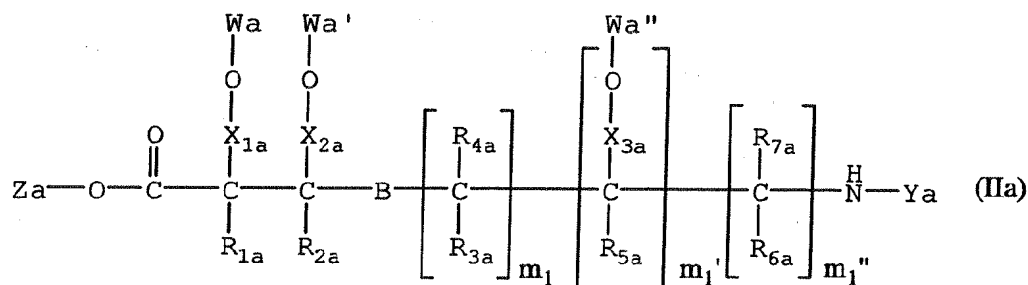 Wa Wa' Wa"
O O O
O X1a X2a R4a X3a R7a
Za—O—C—C—C—B—C—C—C—N—Ya H (IIa)
R1a R2a R3a m1 R5a m1' R6a m1"